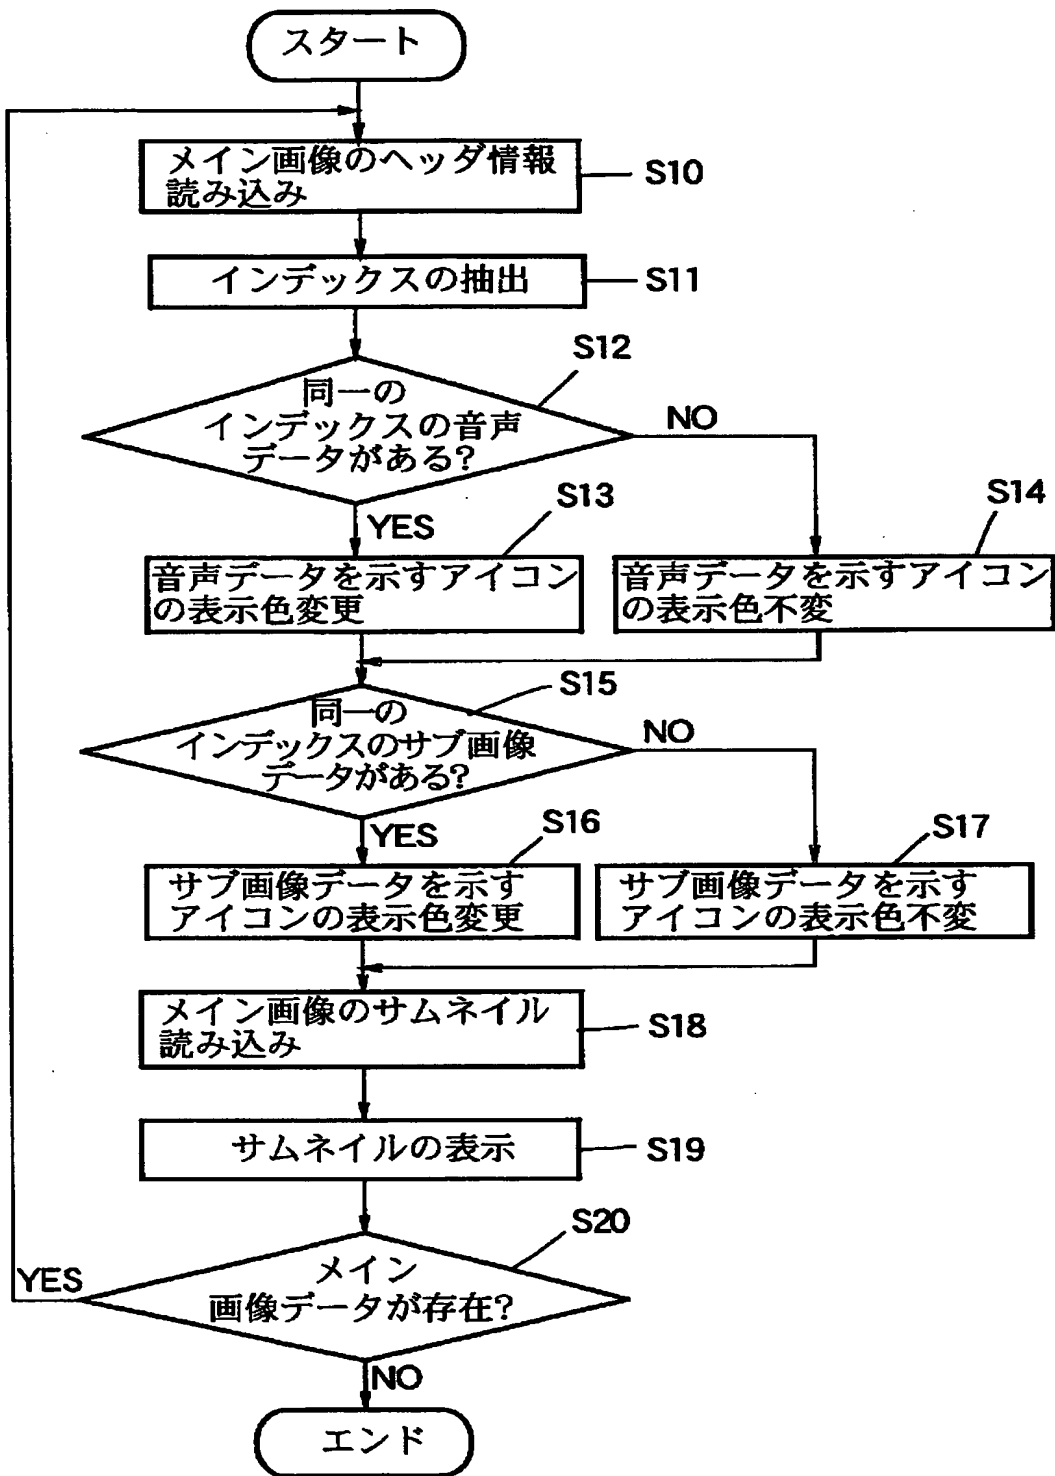 スタート
メイン画像のヘッダ情報
読み込み
S10
インデックスの抽出
S11
S12
同一の
インデックスの音声
データがある?
NO
YES
S13
S14
音声データを示すアイコン
の表示色変更
音声データを示すアイコン
の表示色不変
S15
同一の
インデックスのサブ画像
データがある?
NO
YES
S16
S17
サブ画像データを示す
アイコンの表示色変更
サブ画像データを示す
アイコンの表示色不変
メイン画像のサムネイル
読み込み
S18
サムネイルの表示
S19
S20
メイン
画像データが存在?
YES
NO
エンド